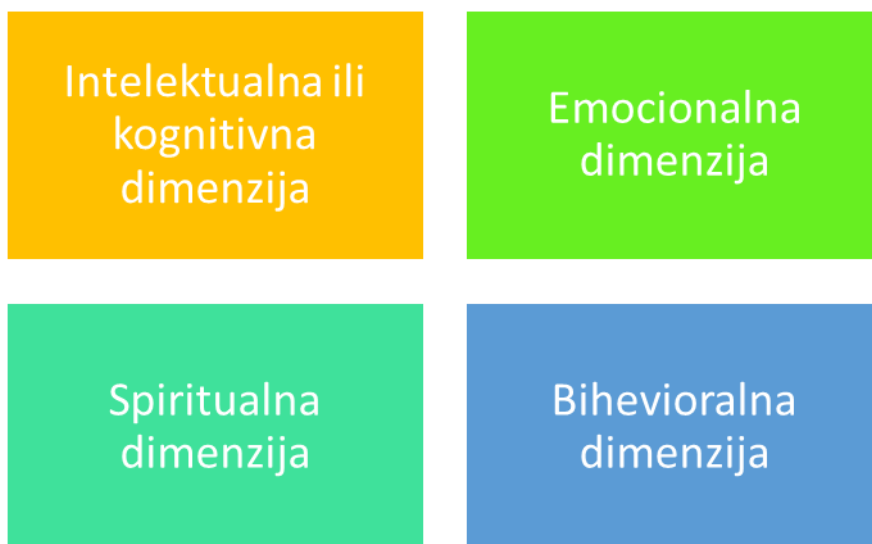 Intelektualna ili
kognitivna
dimenzija
Emocionalna
dimenzija
Spiritualna
dimenzija
Bihevioralna
dimenzija